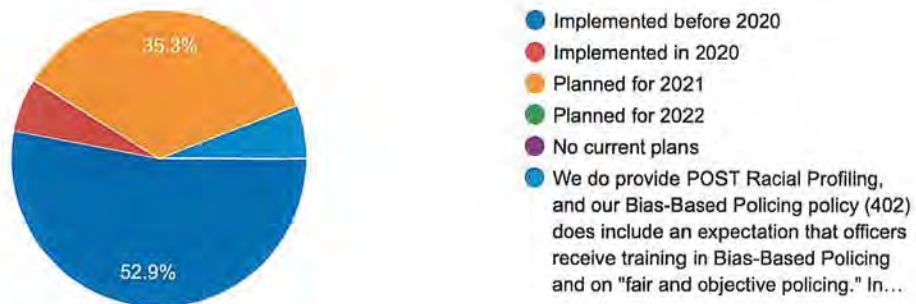 35.3%
52.9%
Implemented before 2020
Implemented in 2020
Planned for 2021
Planned for 2022
No current plans
We do provide POST Racial Profiling,
and our Bias-Based Policing policy (402)
does include an expectation that officers
receive training in Bias-Based Policing
and on "fair and objective policing." In…